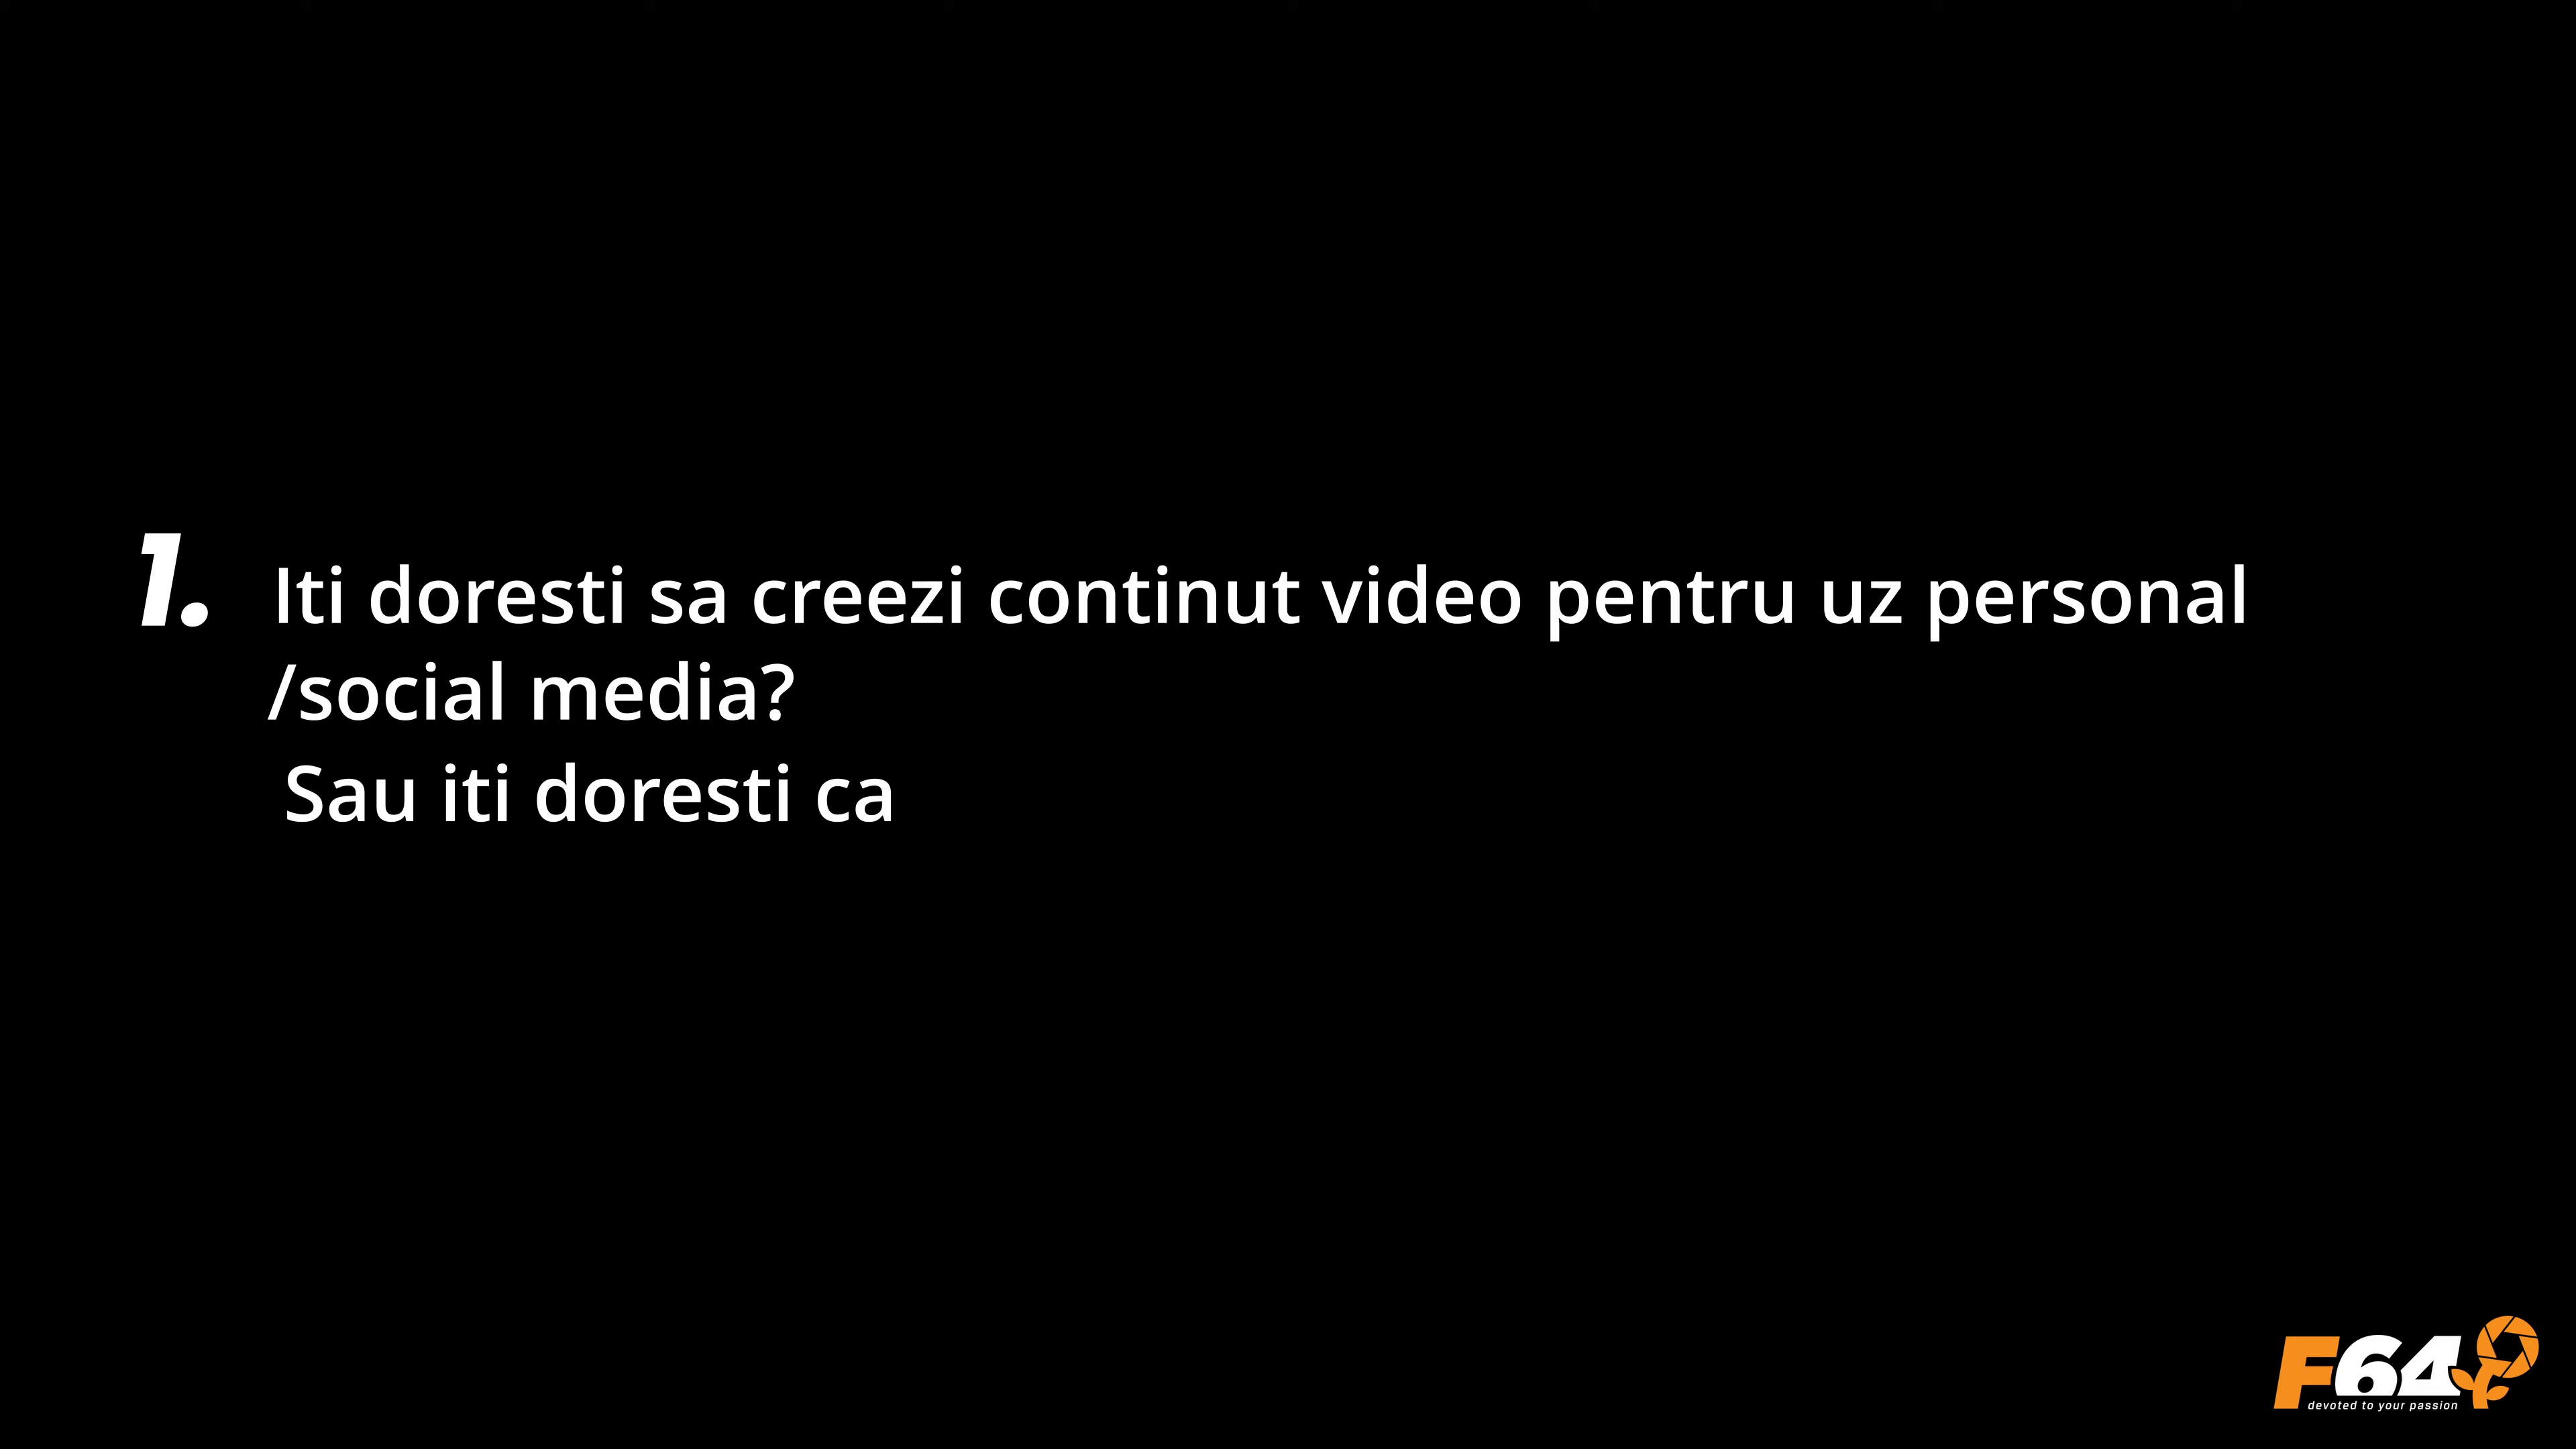 1. Iti doresti sa creezi continut video pentru uz personal
/social media?
Sau iti doresti ca
F64
devoted to your passion